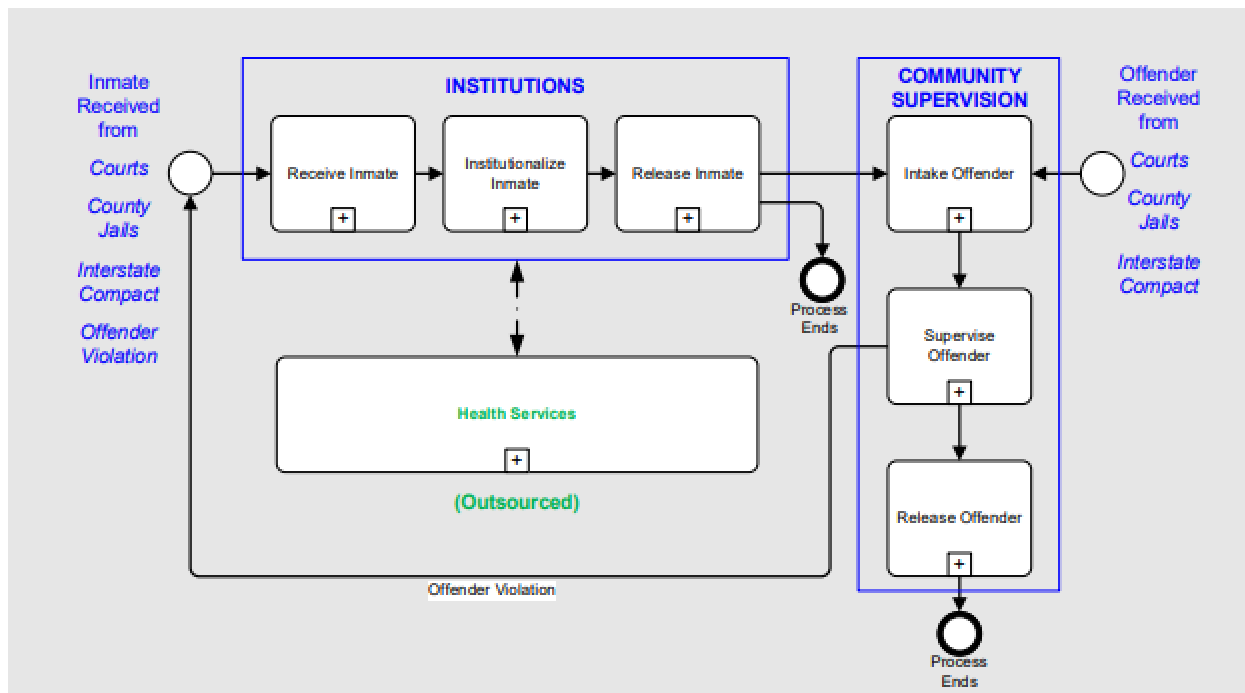 Inmate
Received
from
Courts
County
Jails
Interstate
Compact
Offender
Violation
INSTITUTIONS
Receive Inmate
+
Institutionalize
Inmate
+
Release Inmate
+
Process
Ends
Health Services
+
(Outsourced)
Offender Violation
COMMUNITY
SUPERVISION
Intake Offender
+
Supervise
Offender
+
Release Offender
+
Process
Ends
Offender
Received
from
Courts
County
Jails
Interstate
Compact